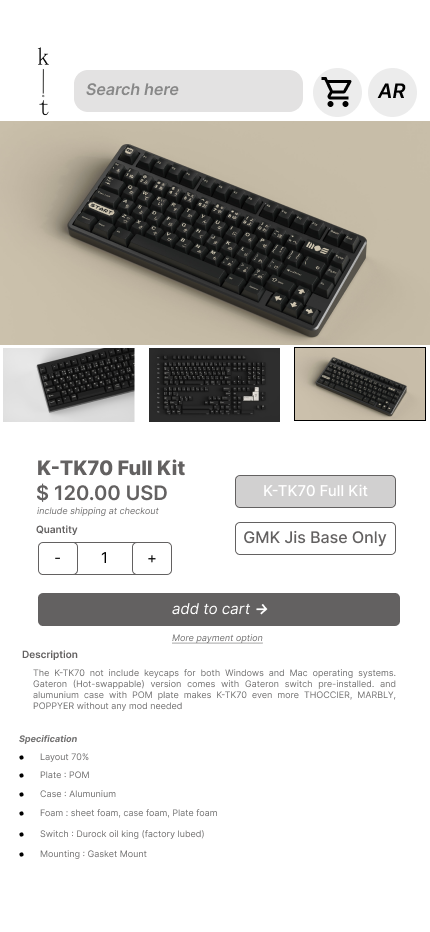 k
t
Search here
AR
START
K-TK70 Full Kit
$ 120.00 USD
include shipping at checkout
K-TK70 Full Kit
GMK Jis Base Only
Quantity
- 1 +
add to cart →
More payment option
Description
The K-TK70 not include keycaps for both Windows and Mac operating systems.
Gateron (Hot-swappable) version comes with Gateron switch pre-installed. and and
alumunium case with POM plate makes K-TK70 even more THOCCIER, MARBLY,
POPPYER without any mod needed
Specification
Layout 70%
Plate : POM
Case : Alumunium
Foam : sheet foam, case foam, Plate foam
Switch : Durock oil king (factory lubed)
Mounting : Gasket Mount